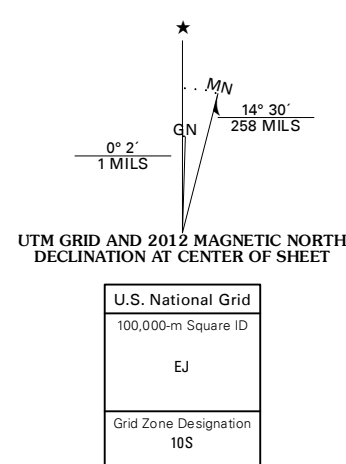 ★
MN
GN
14° 30´
258 MILS
0° 2´
1 MILS
UTM GRID AND 2012 MAGNETIC NORTH
DECLINATION AT CENTER OF SHEET
U.S. National Grid
100,000-m Square ID
EJ
Grid Zone Designation
10S